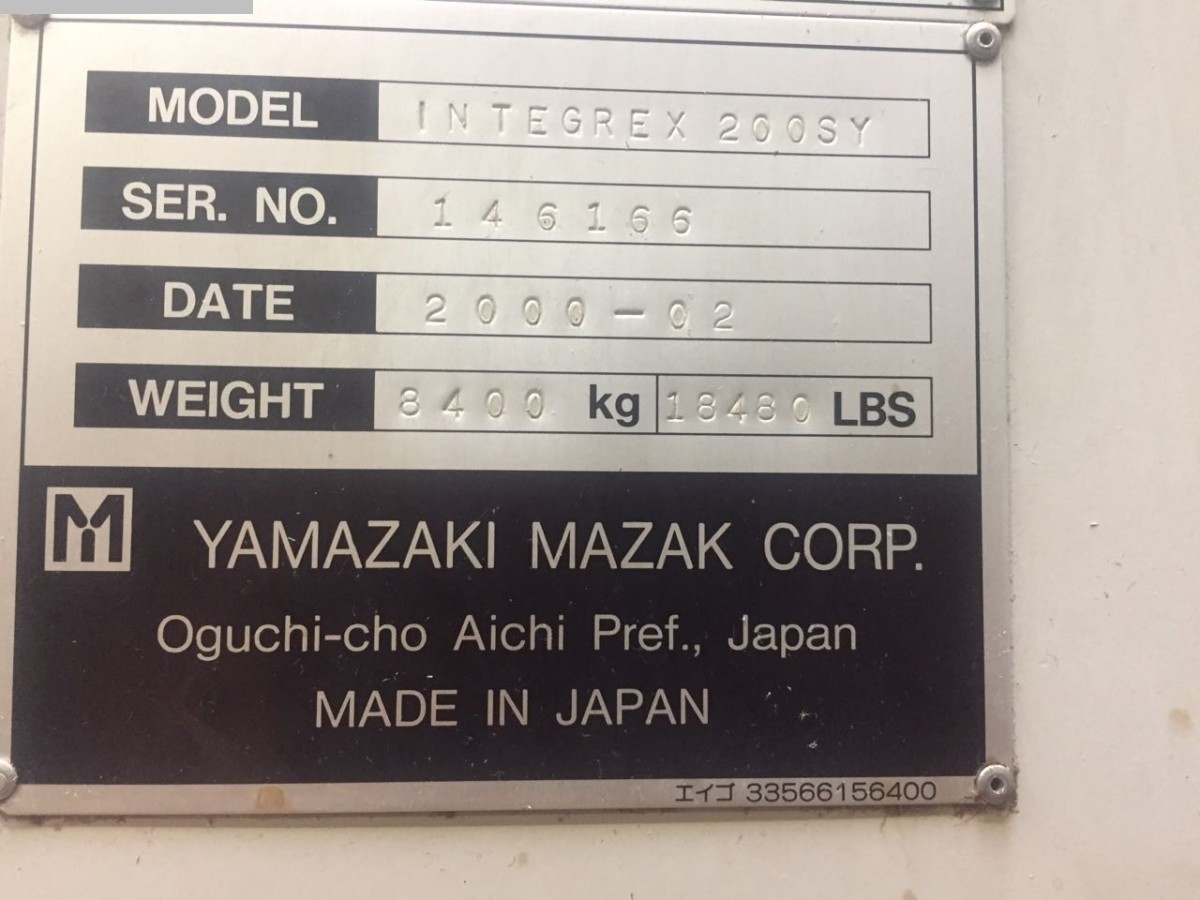 MODEL INTEGREX 200SY
SER. NO. 146166
DATE 2000-02
WEIGHT 8400 kg 18480 LBS
M YAMAZAKI MAZAK CORP.
Oguchi-cho Aichi Pref., Japan
MADE IN JAPAN
エイゴ 33566156400